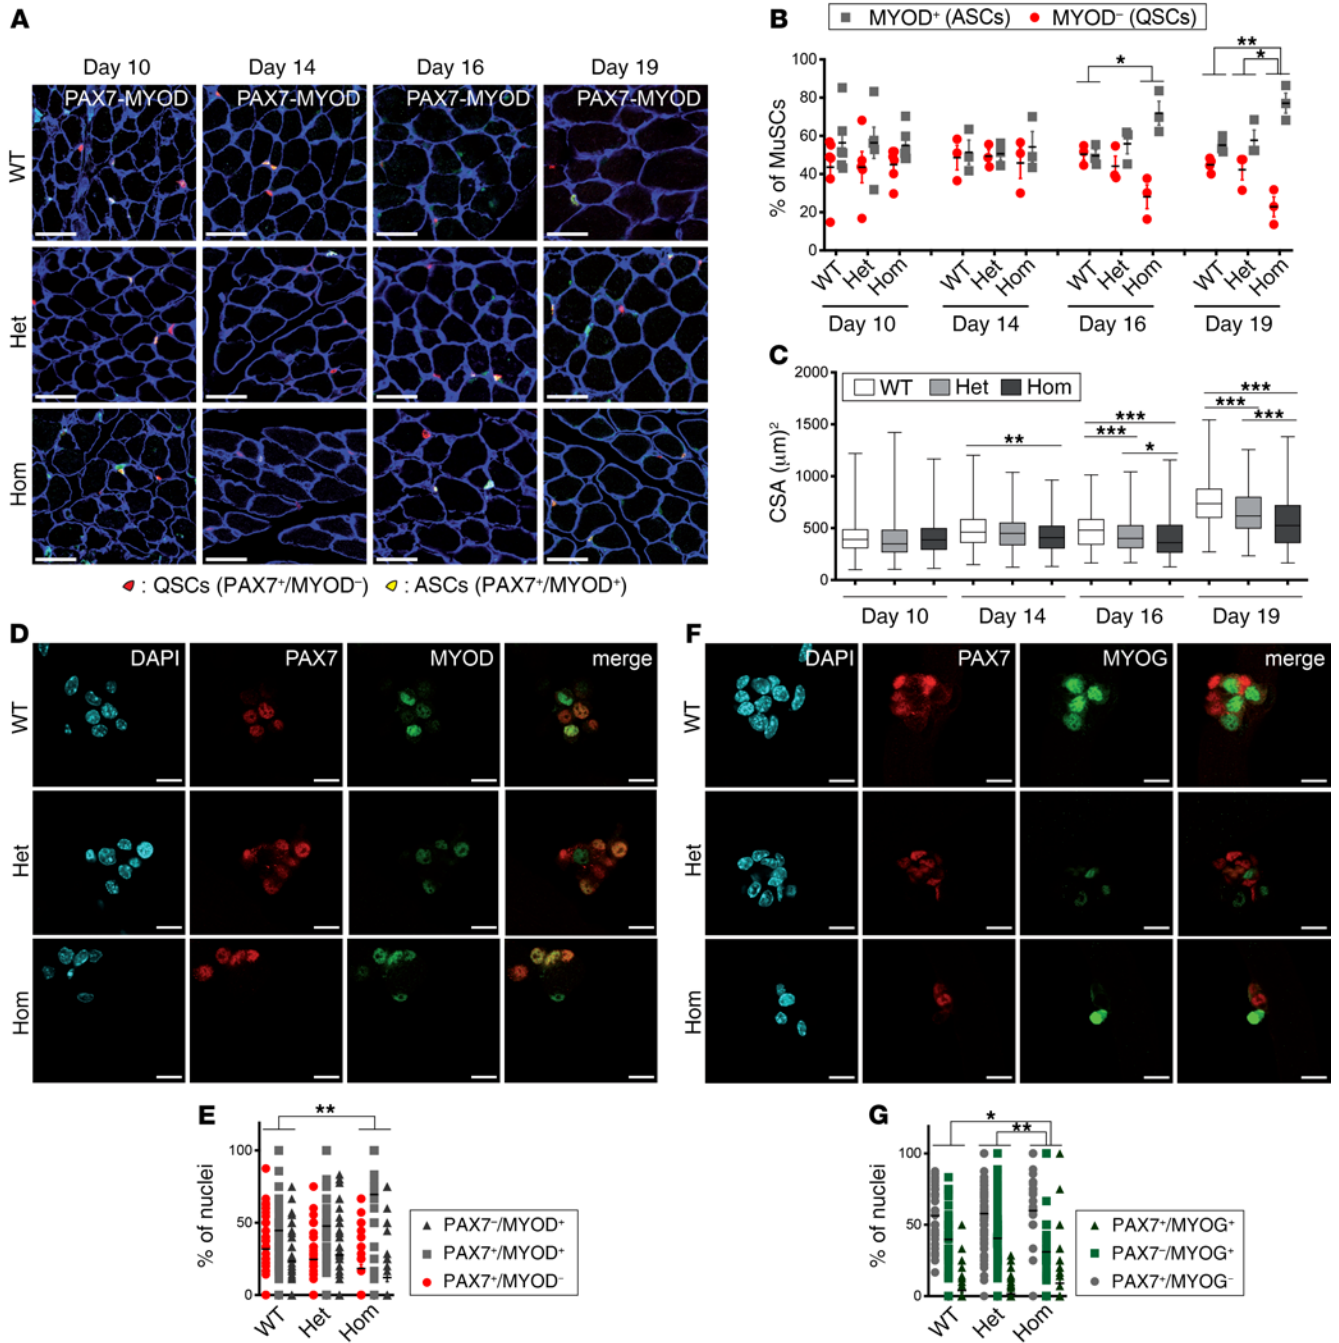 A
Day 10 Day 14 Day 16 Day 19
PAX7-MYOD PAX7-MYOD PAX7-MYOD PAX7-MYOD
WT
Het
Hom
: QSCs (PAX7⁺/MYOD⁻) : ASCs (PAX7⁺/MYOD⁺)
B
MYOD⁺ (ASCs) MYOD⁻ (QSCs)
% of MuSCs
100
80
60
40
20
0
* ** *
WT Het Hom WT Het Hom WT Het Hom WT Het Hom
Day 10 Day 14 Day 16 Day 19
C
WT Het Hom
CSA (μm)²
2000
1500
1000
500
0
** *** *** * *** *** ***
Day 10 Day 14 Day 16 Day 19
D
DAPI PAX7 MYOD merge
WT
Het
Hom
E
**
% of nuclei
100
50
0
WT Het Hom
PAX7⁻/MYOD⁺
PAX7⁺/MYOD⁺
PAX7⁺/MYOD⁻
F
DAPI PAX7 MYOG merge
WT
Het
Hom
G
*
**
% of nuclei
100
50
0
WT Het Hom
PAX7⁺/MYOG⁺
PAX7⁻/MYOG⁺
PAX7⁺/MYOG⁻